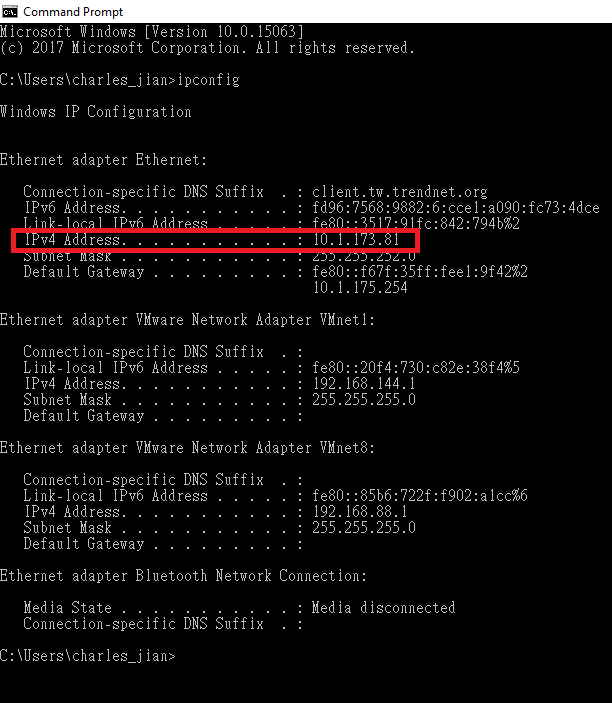 Command Prompt
Microsoft Windows [Version 10.0.15063]
(c) 2017 Microsoft Corporation. All rights reserved.
C:\Users\charles_jian>ipconfig
Windows IP Configuration
Ethernet adapter Ethernet:
Connection-specific DNS Suffix . : client.tw.trendnet.org
IPv6 Address. . . . . . . . . . . : fd96:7568:9882:6:cce1:a090:fc73:4dce
Link-local IPv6 Address . . . . . : fe80::3517:91fc:842:794b%2
IPv4 Address. . . . . . . . . . . : 10.1.173.81
Subnet Mask . . . . . . . . . . . : 255.255.252.0
Default Gateway . . . . . . . . . : fe80::f67f:35ff:fee1:9f42%2
10.1.175.254
Ethernet adapter VMware Network Adapter VMnet1:
Connection-specific DNS Suffix . :
Link-local IPv6 Address . . . . . : fe80::20f4:730:c82e:38f4%5
IPv4 Address. . . . . . . . . . . : 192.168.144.1
Subnet Mask . . . . . . . . . . . : 255.255.255.0
Default Gateway . . . . . . . . . :
Ethernet adapter VMware Network Adapter VMnet8:
Connection-specific DNS Suffix . :
Link-local IPv6 Address . . . . . : fe80::85b6:722f:f902:a1cc%6
IPv4 Address. . . . . . . . . . . : 192.168.88.1
Subnet Mask . . . . . . . . . . . : 255.255.255.0
Default Gateway . . . . . . . . . :
Ethernet adapter Bluetooth Network Connection:
Media State . . . . . . . . . . . : Media disconnected
Connection-specific DNS Suffix . :
C:\Users\charles_jian>